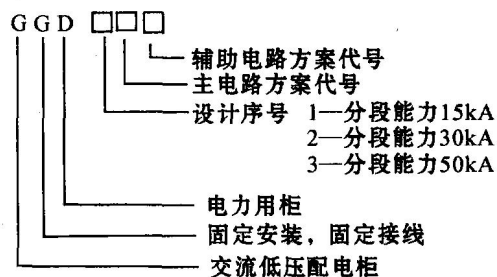 GGD □□□
辅助电路方案代号
主电路方案代号
设计序号 1—分段能力15kA
2—分段能力30kA
3—分段能力50kA
电力用柜
固定安装，固定接线
交流低压配电柜